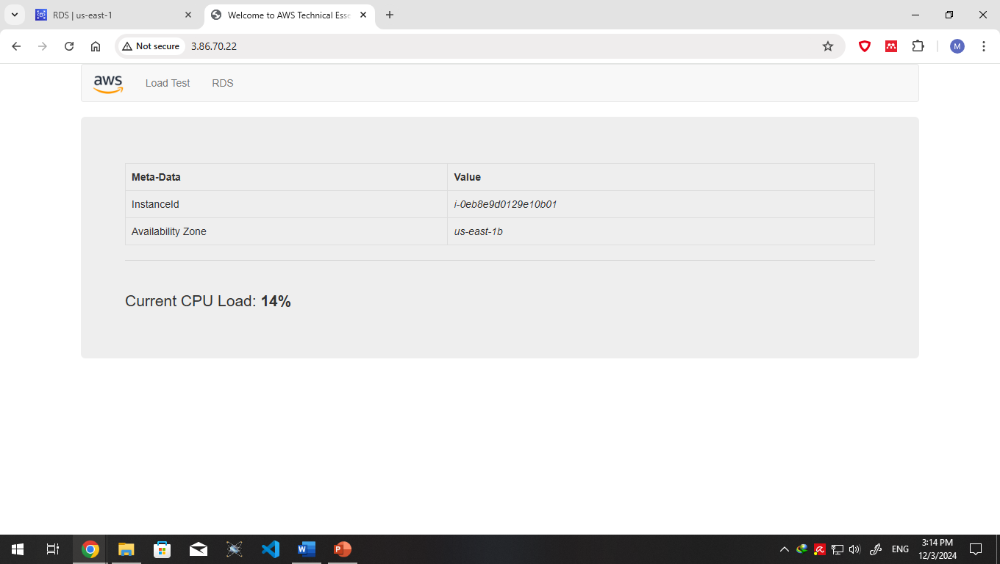 RDS | us-east-1
Welcome to AWS Technical Esse
Not secure 3.86.70.22
M
aws Load Test RDS
Meta-Data Value
InstanceId i-0eb8e9d0129e10b01
Availability Zone us-east-1b
Current CPU Load: 14%
W P ENG 3:14 PM
12/3/2024